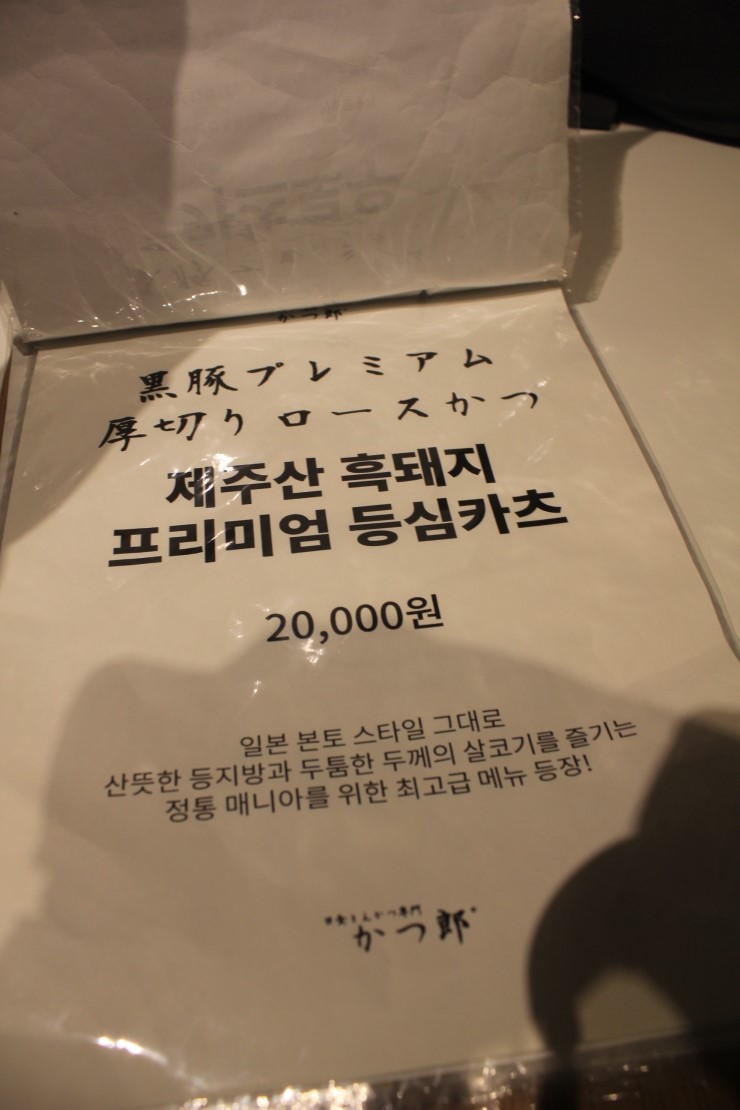 かつ郎
黒豚プレミアム
厚切りロースかつ
제주산 흑돼지
프리미엄 등심카츠
20,000원
일본 본토 스타일 그대로
산뜻한 등지방과 두툼한 두께의 살코기를 즐기는
정통 매니아를 위한 최고급 메뉴 등장!
かつ郎